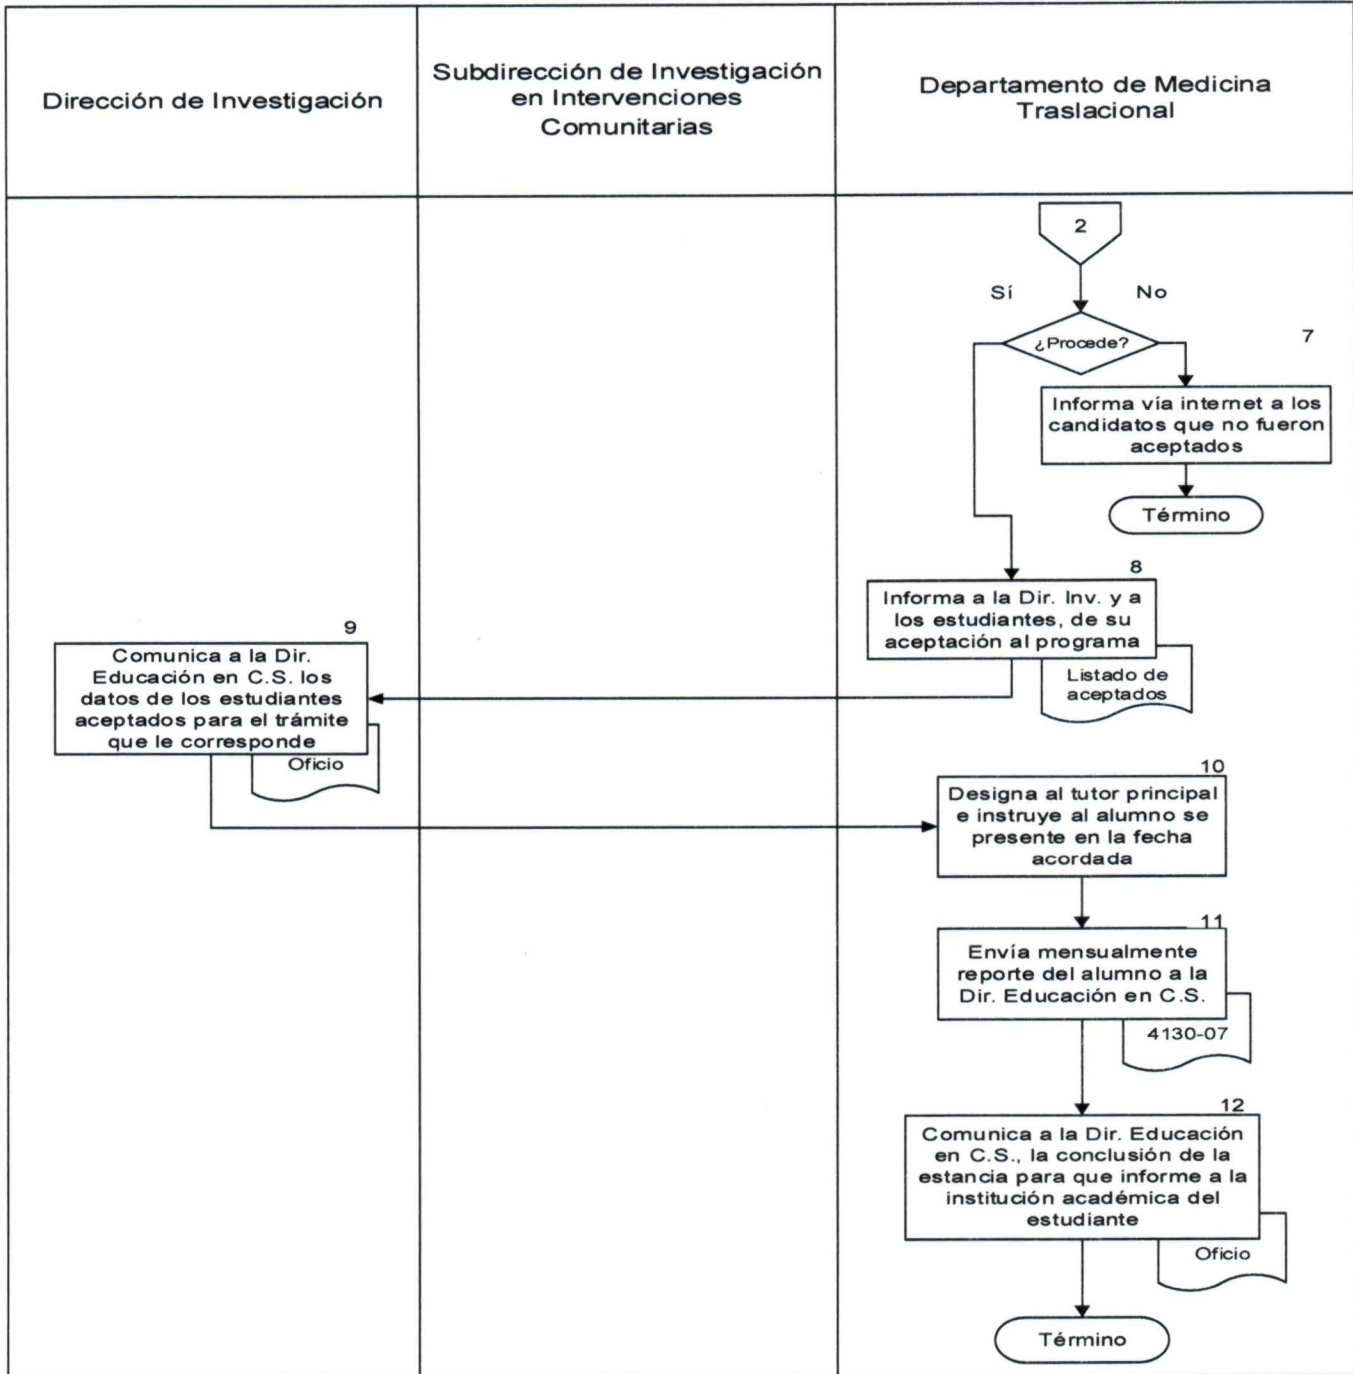 Dirección de Investigación
Subdirección de Investigación
en Intervenciones
Comunitarias
Departamento de Medicina
Traslacional
2
Sí
No
¿Procede?
7
Informa vía internet a los
candidatos que no fueron
aceptados
Término
8
Informa a la Dir. Inv. y a
los estudiantes, de su
aceptación al programa
Listado de
aceptados
9
Comunica a la Dir.
Educación en C.S. los
datos de los estudiantes
aceptados para el trámite
que le corresponde
Oficio
10
Designa al tutor principal
e instruye al alumno se
presente en la fecha
acordada
11
Envía mensualmente
reporte del alumno a la
Dir. Educación en C.S.
4130-07
12
Comunica a la Dir. Educación
en C.S., la conclusión de la
estancia para que informe a la
institución académica del
estudiante
Oficio
Término